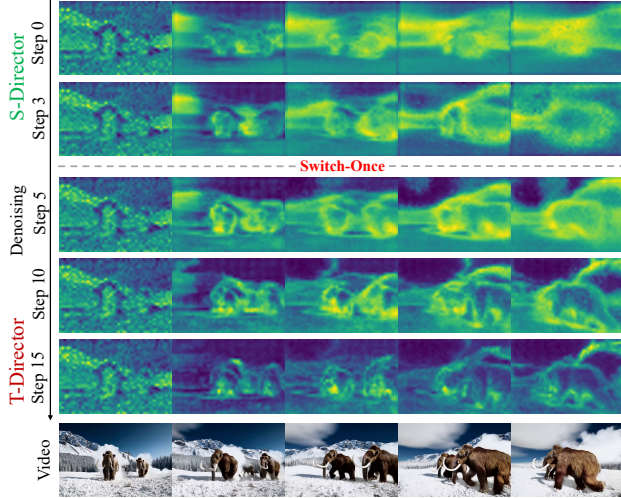 S-Director
Step 0
Step 3
Switch-Once
Denoising
Step 5
T-Director
Step 10
Step 15
Video